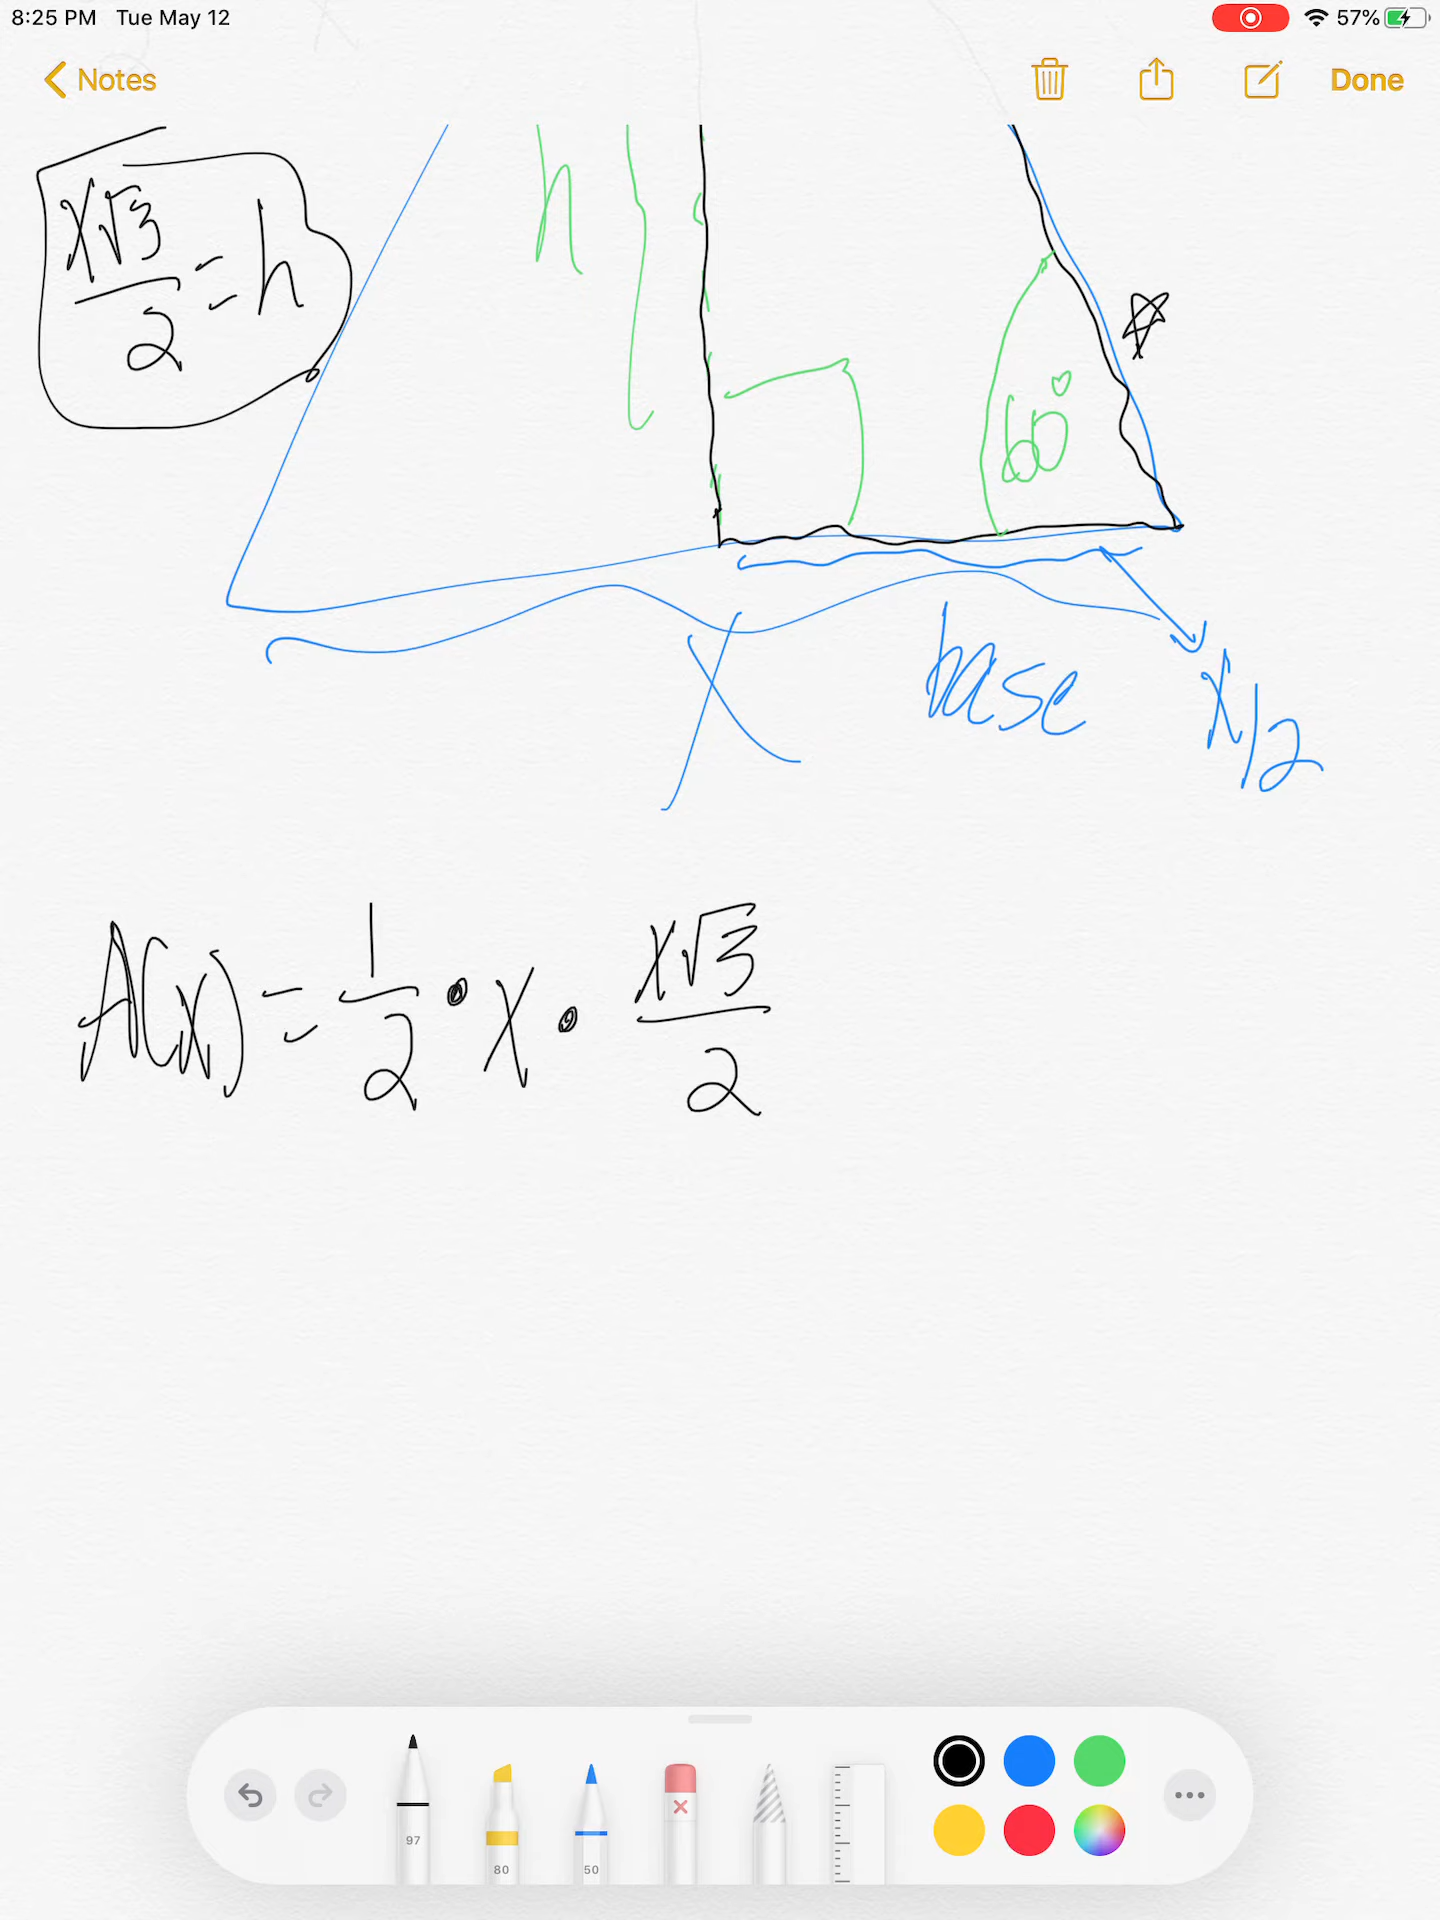 8:25 PM Tue May 12 57%
Notes Done
h
x√3/2 = h
60°
x base x/2
A(x) = 1/2 • x • x√3/2
97 80 50